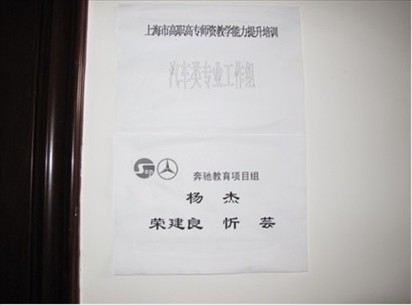 上海市高职高专师资教学能力提升培训
汽车类专业工作组
奔驰教育项目组
杨 杰
荣建良 忻 芸